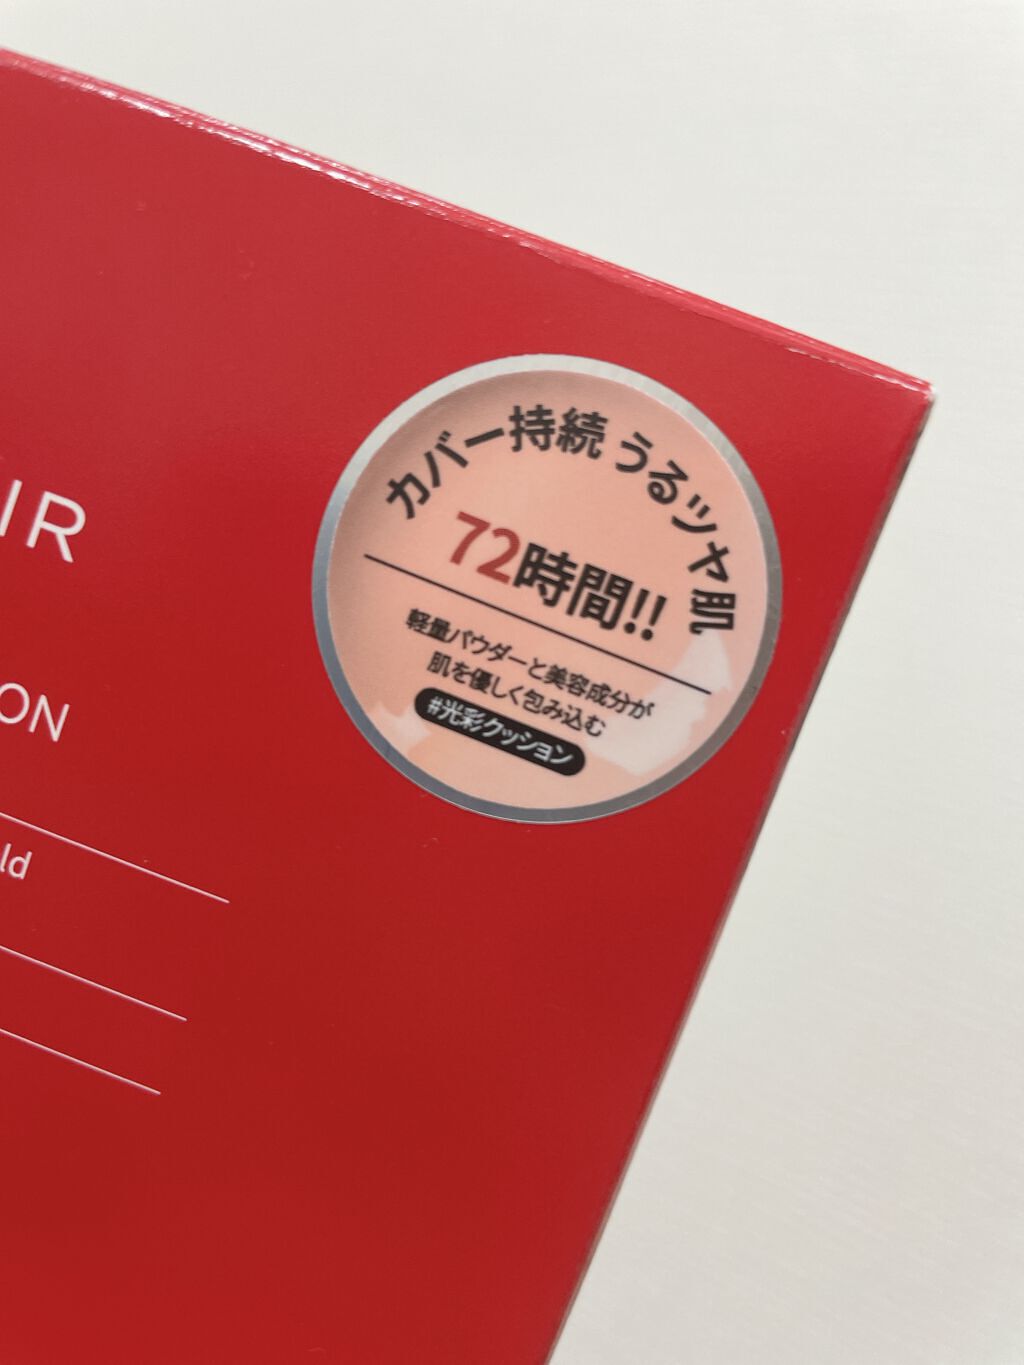 IR
ON
ld
カバー持続 うるツヤ肌
72時間!!
軽量パウダーと美容成分が
肌を優しく包み込む
#光彩クッション